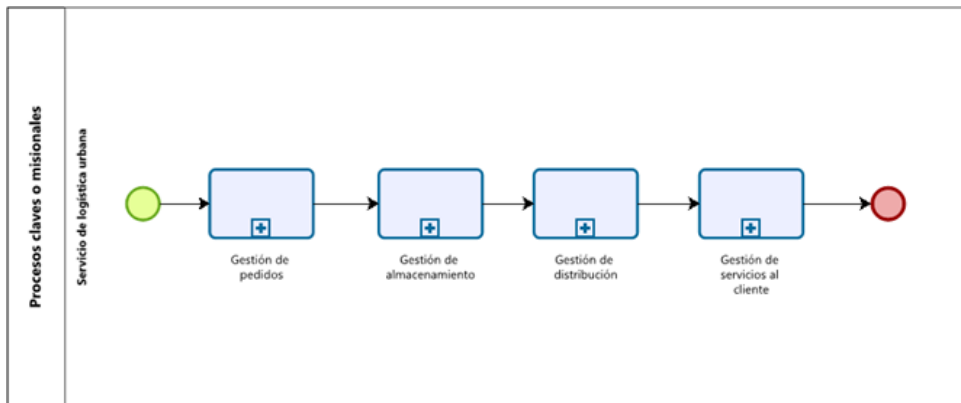 Procesos claves o misionales
Servicio de logística urbana
Gestión de
pedidos
Gestión de
almacenamiento
Gestión de
distribución
Gestión de
servicios al
cliente